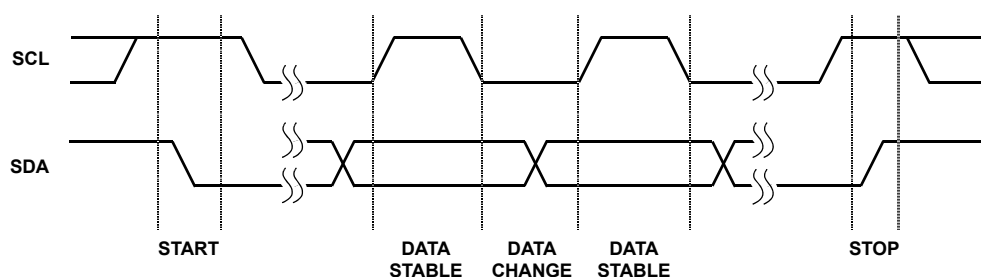 SCL
SDA
START
DATA
STABLE
DATA
CHANGE
DATA
STABLE
STOP